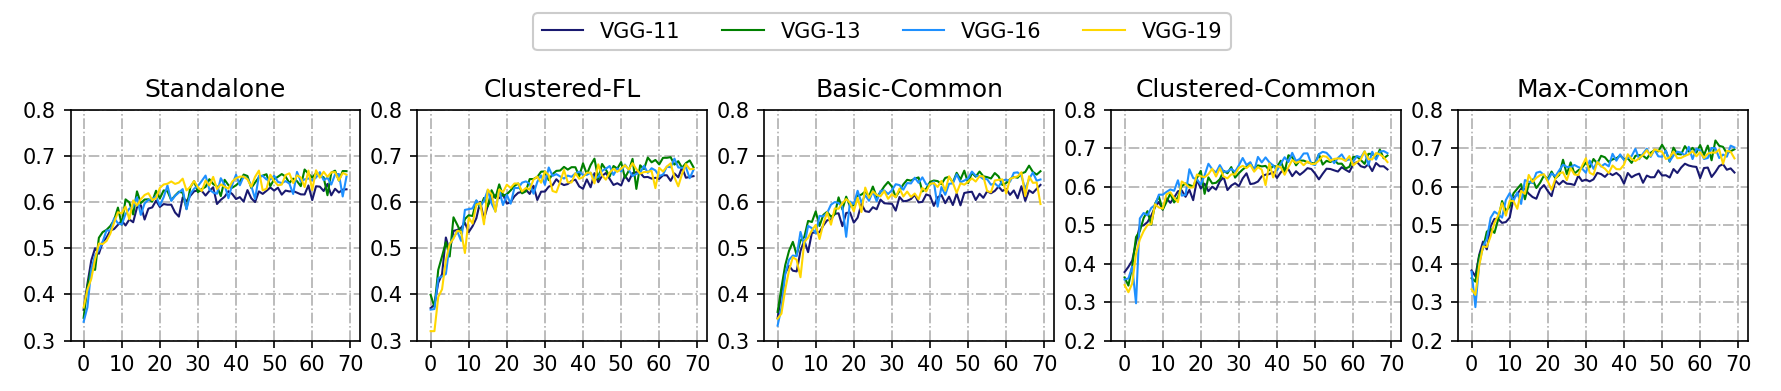 VGG-11 VGG-13 VGG-16 VGG-19
Standalone Clustered-FL Basic-Common Clustered-Common Max-Common
0.8 0.8 0.8 0.8 0.8
0.7 0.7 0.7 0.7 0.7
0.6 0.6 0.6 0.6 0.6
0.5 0.5 0.5 0.5 0.5
0.4 0.4 0.4 0.4 0.4
0.3 0.3 0.3 0.3 0.3
0.2 0.2
0 10 20 30 40 50 60 70 0 10 20 30 40 50 60 70 0 10 20 30 40 50 60 70 0 10 20 30 40 50 60 70 0 10 20 30 40 50 60 70